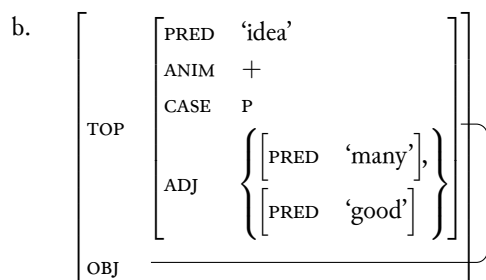 b.
PRED ‘idea’
ANIM +
CASE P
TOP
ADJ { [PRED ‘many’],
[PRED ‘good’] }
OBJ